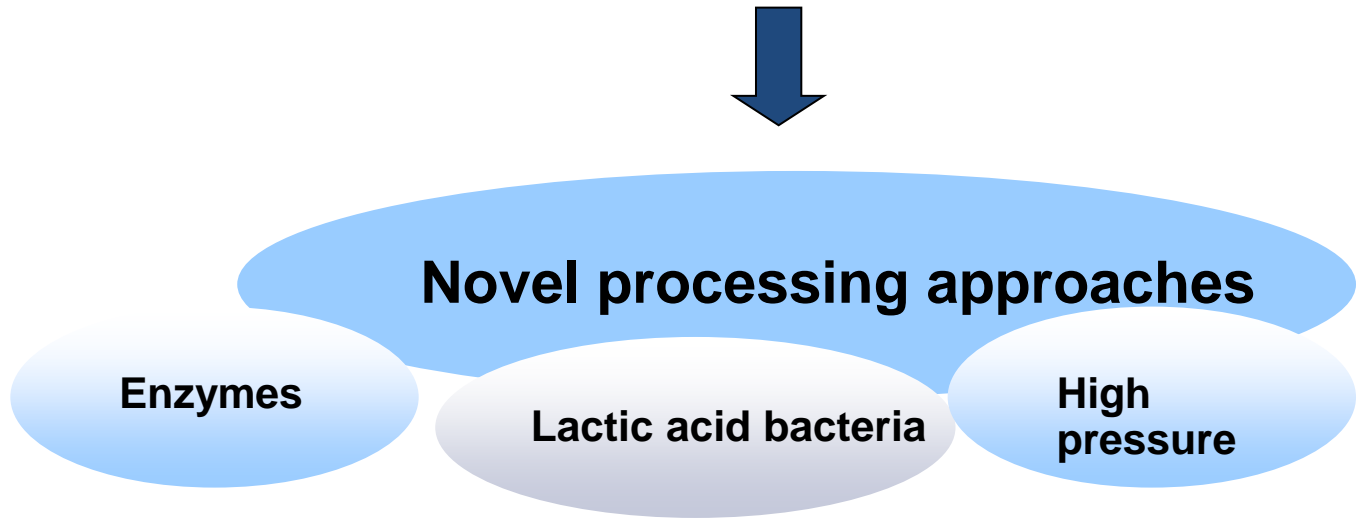 Novel processing approaches
Enzymes
Lactic acid bacteria
High
pressure